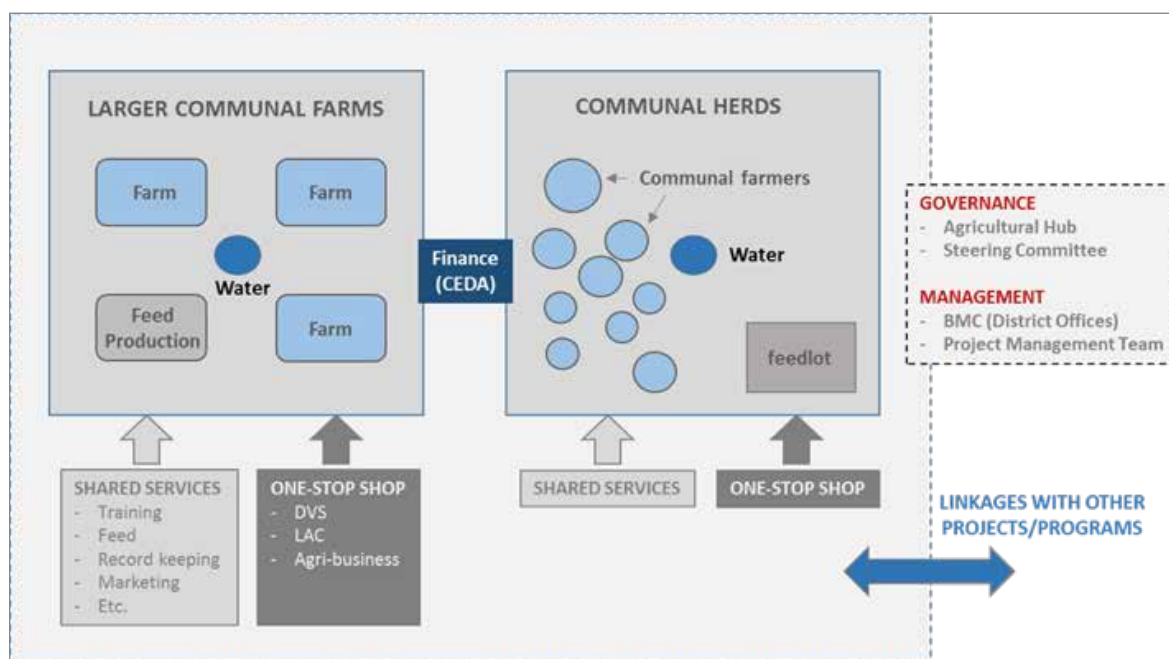 LARGER COMMUNAL FARMS
Farm
Farm
Water
Feed
Production
Farm
Finance
(CEDA)
COMMUNAL HERDS
Communal farmers
Water
feedlot
SHARED SERVICES
- Training
- Feed
- Record keeping
- Marketing
- Etc.
ONE-STOP SHOP
- DVS
- LAC
- Agri-business
SHARED SERVICES
ONE-STOP SHOP
GOVERNANCE
- Agricultural Hub
- Steering Committee
MANAGEMENT
- BMC (District Offices)
- Project Management Team
LINKAGES WITH OTHER
PROJECTS/PROGRAMS